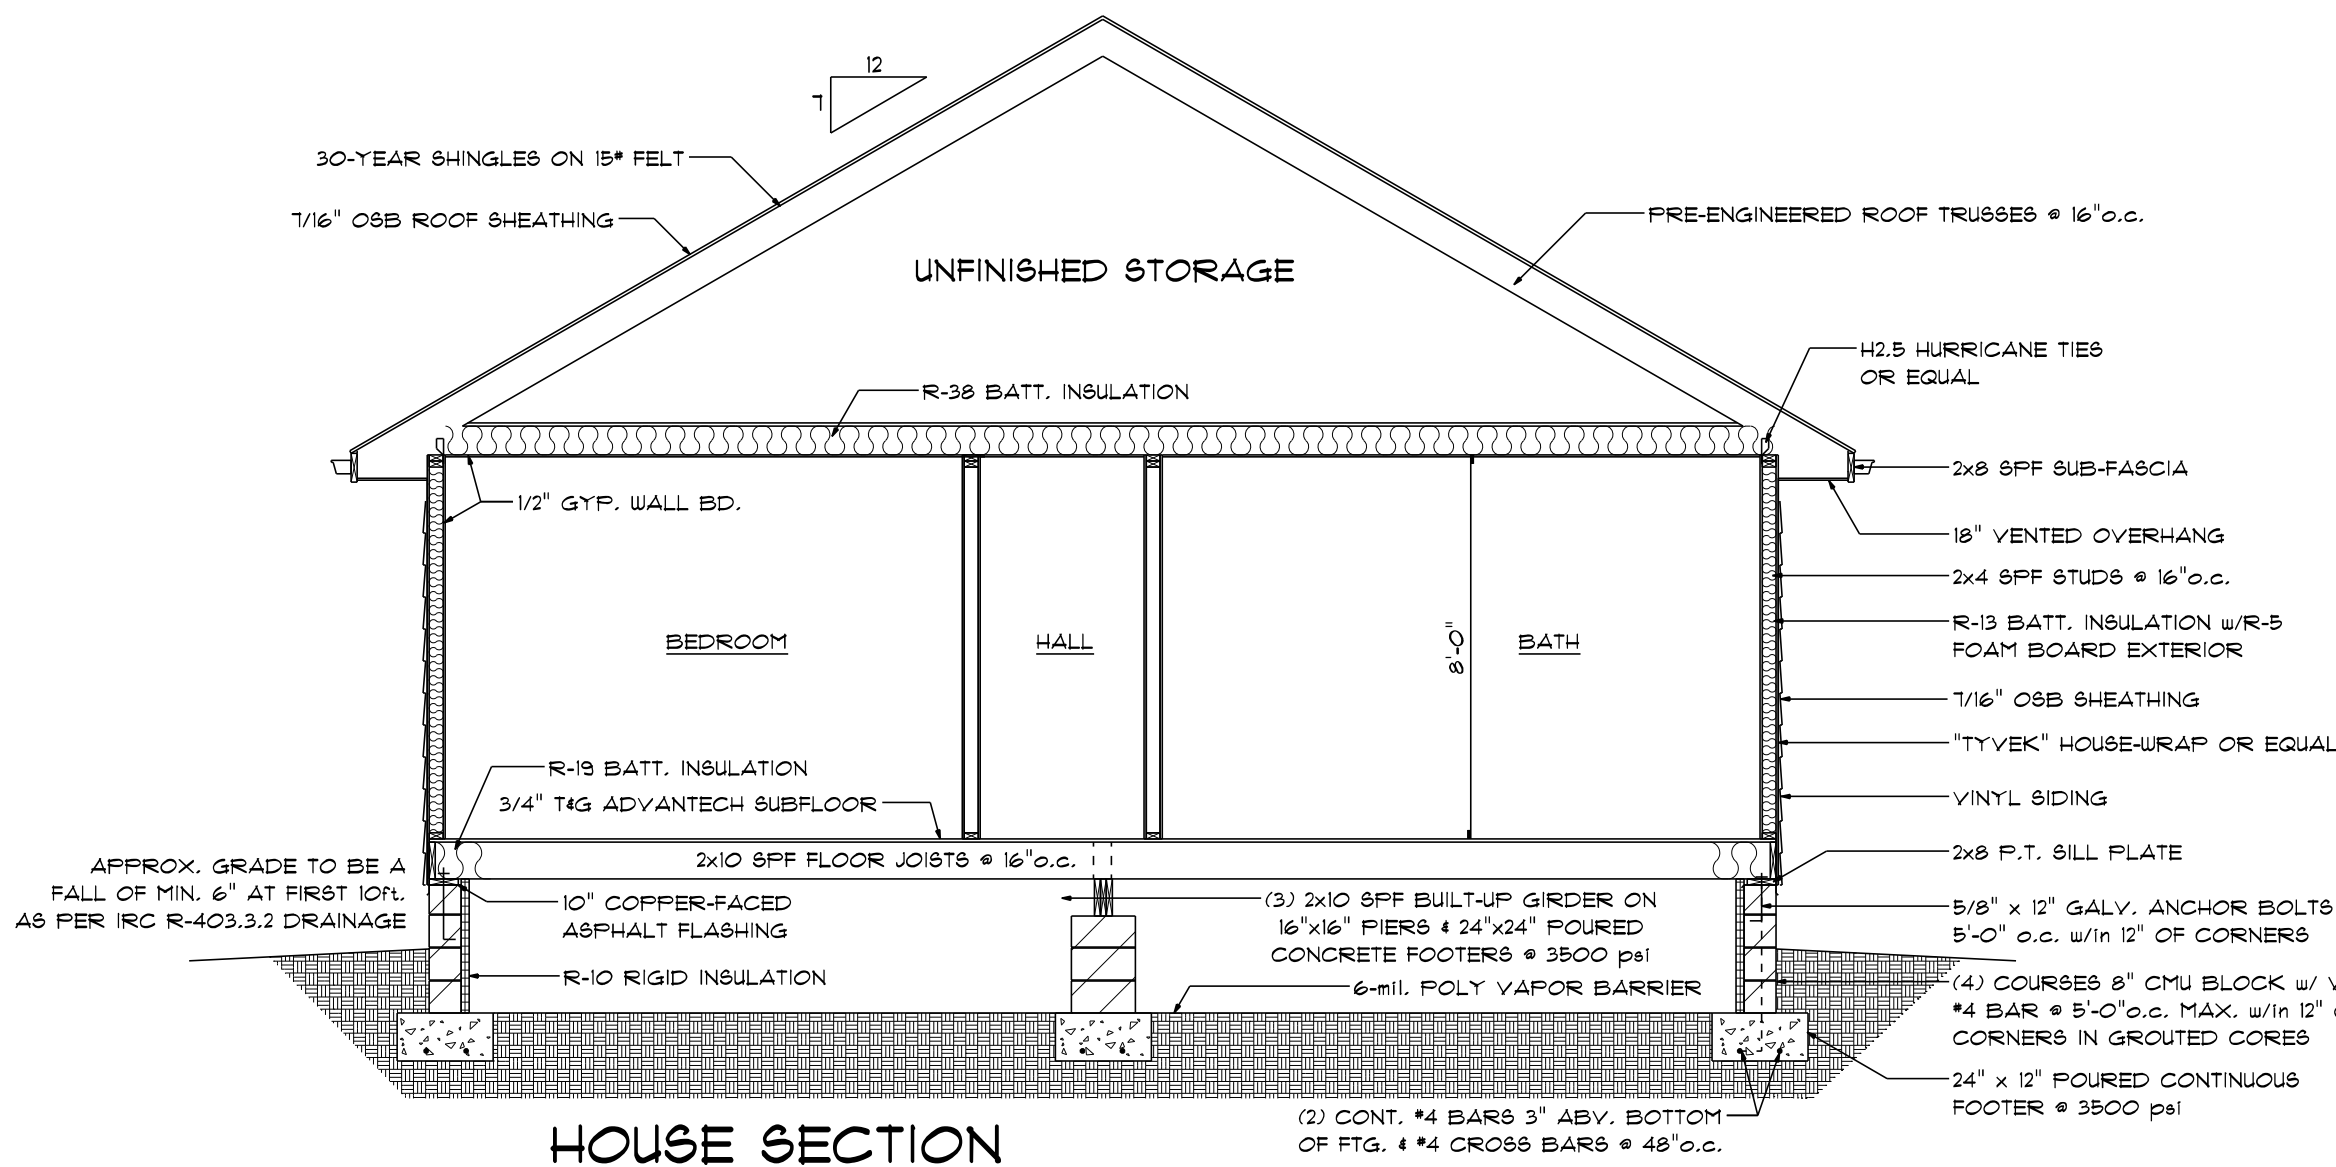 12
7
30-YEAR SHINGLES ON 15# FELT
7/16" OSB ROOF SHEATHING
PRE-ENGINEERED ROOF TRUSSES @ 16"o.c.
UNFINISHED STORAGE
H2.5 HURRICANE TIES
OR EQUAL
R-38 BATT. INSULATION
2x8 SPF SUB-FASCIA
1/2" GYP. WALL BD.
18" VENTED OVERHANG
2x4 SPF STUDS @ 16"o.c.
R-13 BATT. INSULATION w/R-5
FOAM BOARD EXTERIOR
BEDROOM
HALL
8'-0"
BATH
7/16" OSB SHEATHING
"TYVEK" HOUSE-WRAP OR EQUAL
R-19 BATT. INSULATION
3/4" T&G ADVANTECH SUBFLOOR
VINYL SIDING
2x10 SPF FLOOR JOISTS @ 16"o.c.
2x8 P.T. SILL PLATE
APPROX. GRADE TO BE A
FALL OF MIN. 6" AT FIRST 10ft.
AS PER IRC R-403.3.2 DRAINAGE
10" COPPER-FACED
ASPHALT FLASHING
(3) 2x10 SPF BUILT-UP GIRDER ON
16"x16" PIERS & 24"x24" POURED
CONCRETE FOOTERS @ 3500 psi
5/8" x 12" GALV. ANCHOR BOLTS
5'-0" o.c. w/in 12" OF CORNERS
R-10 RIGID INSULATION
6-mil. POLY VAPOR BARRIER
(4) COURSES 8" CMU BLOCK w/
#4 BAR @ 5'-0"o.c. MAX. w/in 12"
CORNERS IN GROUTED CORES
24" x 12" POURED CONTINUOUS
FOOTER @ 3500 psi
(2) CONT. #4 BARS 3" ABV. BOTTOM
OF FTG. & #4 CROSS BARS @ 48"o.c.
HOUSE SECTION